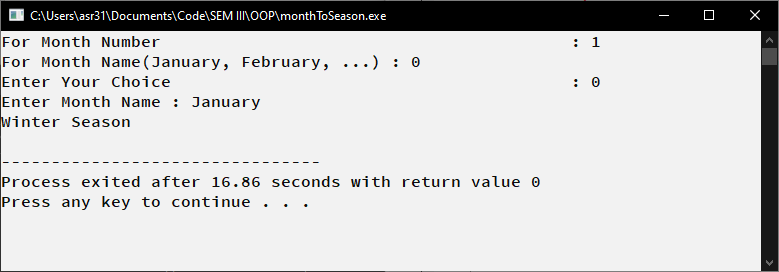 C:\Users\asr31\Documents\Code\SEM III\OOP\monthToSeason.exe
For Month Number                                         : 1
For Month Name(January, February, ...) : 0
Enter Your Choice                                        : 0
Enter Month Name : January
Winter Season
--------------------------------
Process exited after 16.86 seconds with return value 0
Press any key to continue . . .